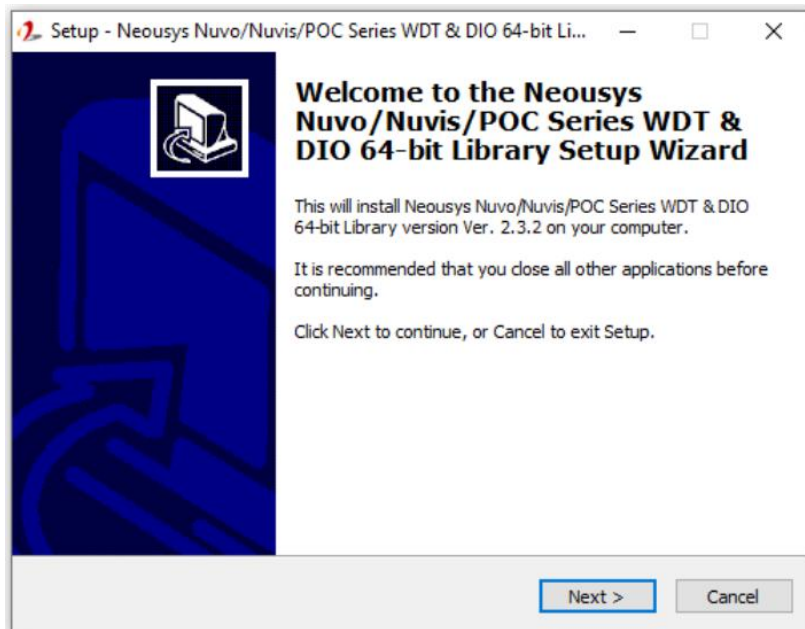 Setup - Neousys Nuvo/Nuvis/POC Series WDT & DIO 64-bit Li...
Welcome to the Neousys
Nuvo/Nuvis/POC Series WDT &
DIO 64-bit Library Setup Wizard
This will install Neousys Nuvo/Nuvis/POC Series WDT & DIO
64-bit Library version Ver. 2.3.2 on your computer.
It is recommended that you close all other applications before
continuing.
Click Next to continue, or Cancel to exit Setup.
Next >
Cancel